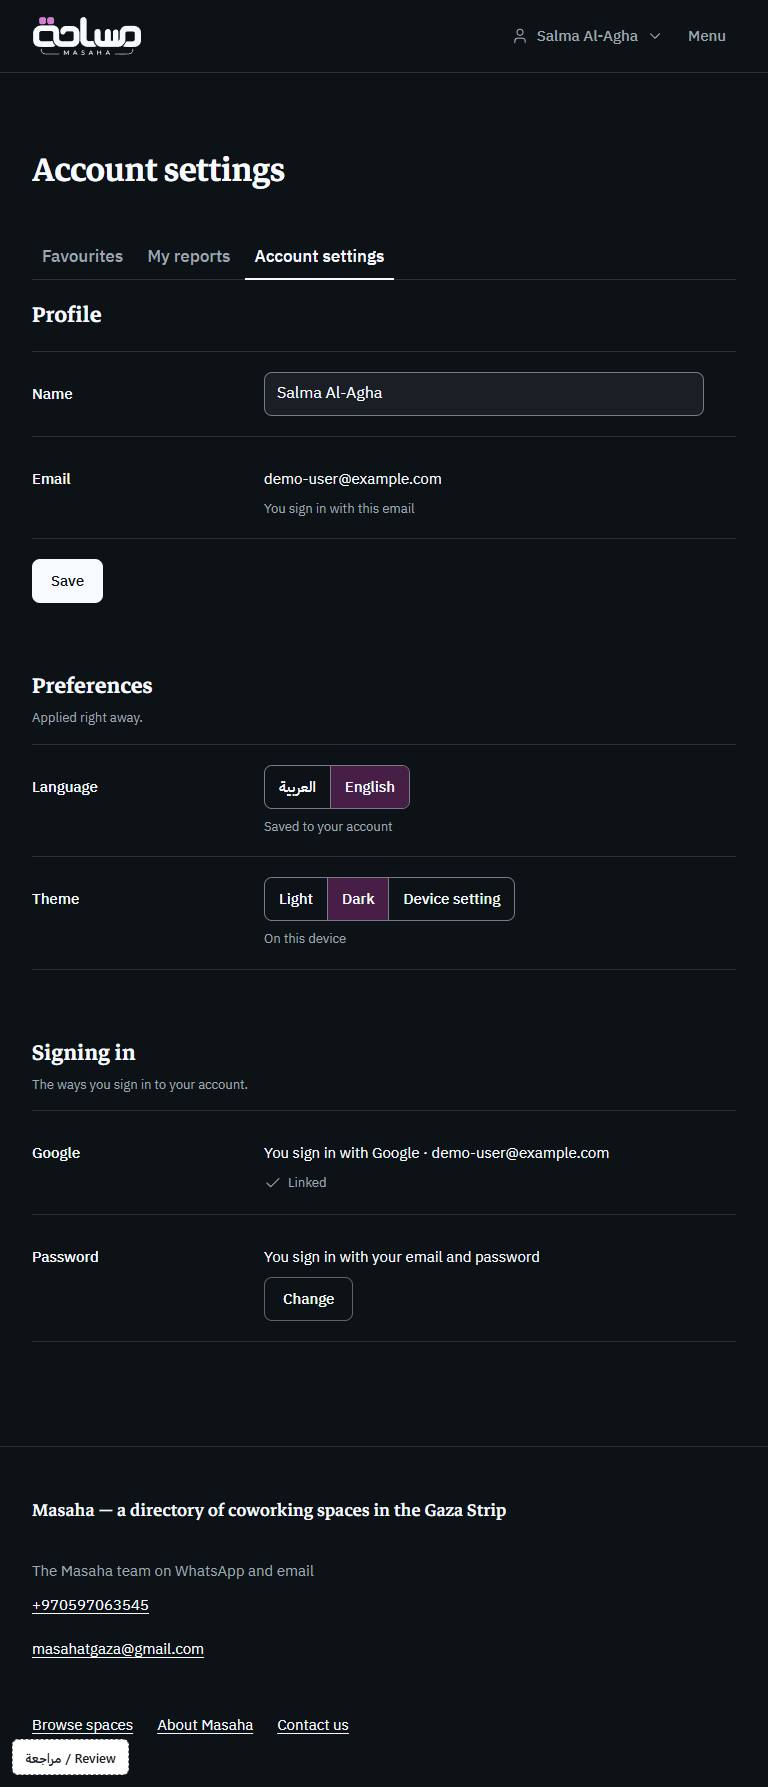 مساحة
MASAHA
Salma Al-Agha
Menu
Account settings
Favourites
My reports
Account settings
Profile
Name
Salma Al-Agha
Email
demo-user@example.com
You sign in with this email
Save
Preferences
Applied right away.
Language
العربية
English
Saved to your account
Theme
Light
Dark
Device setting
On this device
Signing in
The ways you sign in to your account.
Google
You sign in with Google · demo-user@example.com
Linked
Password
You sign in with your email and password
Change
Masaha — a directory of coworking spaces in the Gaza Strip
The Masaha team on WhatsApp and email
+970597063545
masahatgaza@gmail.com
Browse spaces
About Masaha
Contact us
مراجعة / Review